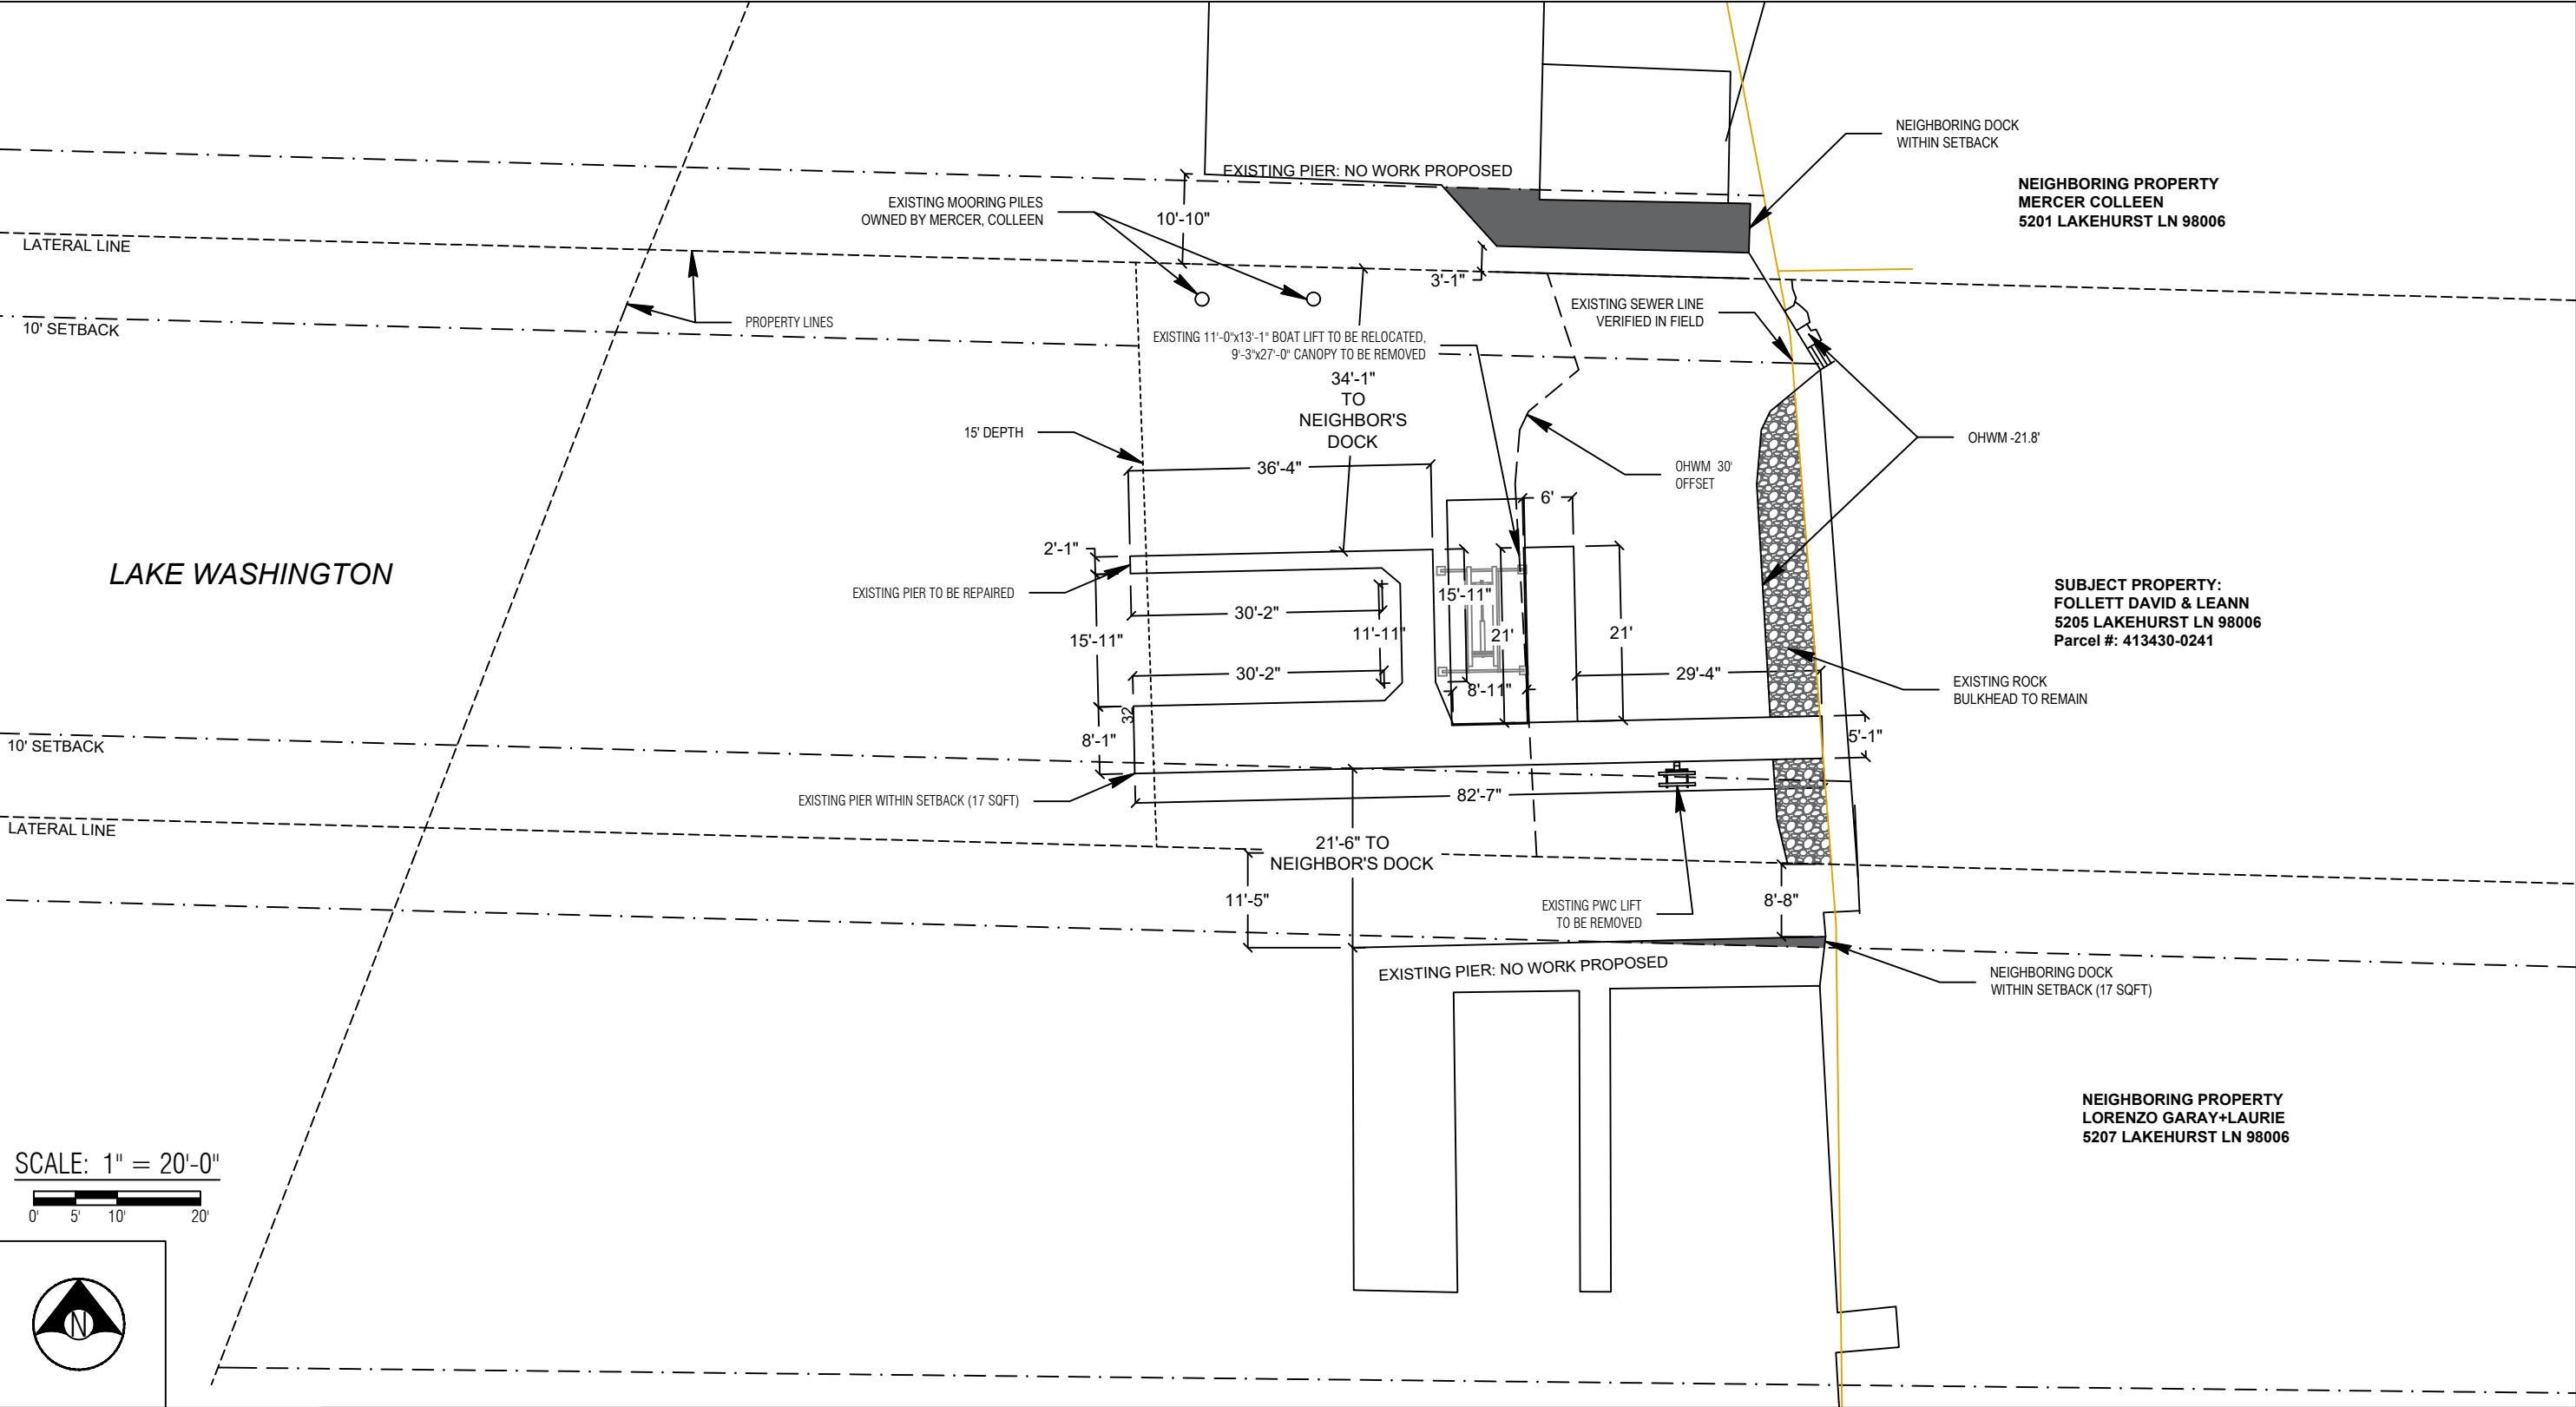 NEIGHBORING DOCK
WITHIN SETBACK
EXISTING PIER: NO WORK PROPOSED
NEIGHBORING PROPERTY
MERCER COLLEEN
5201 LAKEHURST LN 98006
EXISTING MOORING PILES
OWNED BY MERCER, COLLEEN
10'-10"
LATERAL LINE
3'-1"
EXISTING SEWER LINE
VERIFIED IN FIELD
10' SETBACK
PROPERTY LINES
EXISTING 11'-0"x13'-1" BOAT LIFT TO BE RELOCATED,
9'-3"x27'-0" CANOPY TO BE REMOVED
34'-1"
TO
NEIGHBOR'S
DOCK
15' DEPTH
OHWM -21.8'
36'-4"
OHWM 30'
OFFSET
6'
2'-1"
LAKE WASHINGTON
EXISTING PIER TO BE REPAIRED
15'-11"
30'-2"
11'-11"
15'-11"
21'
21'
SUBJECT PROPERTY:
FOLLETT DAVID & LEANN
5205 LAKEHURST LN 98006
Parcel #: 413430-0241
30'-2"
8'-11"
29'-4"
EXISTING ROCK
BULKHEAD TO REMAIN
32
10' SETBACK
8'-1"
5'-1"
EXISTING PIER WITHIN SETBACK (17 SQFT)
82'-7"
LATERAL LINE
21'-6" TO
NEIGHBOR'S DOCK
11'-5"
EXISTING PWC LIFT
TO BE REMOVED
8'-8"
EXISTING PIER: NO WORK PROPOSED
NEIGHBORING DOCK
WITHIN SETBACK (17 SQFT)
NEIGHBORING PROPERTY
LORENZO GARAY+LAURIE
5207 LAKEHURST LN 98006
SCALE: 1" = 20'-0"
0' 5' 10' 20'
N